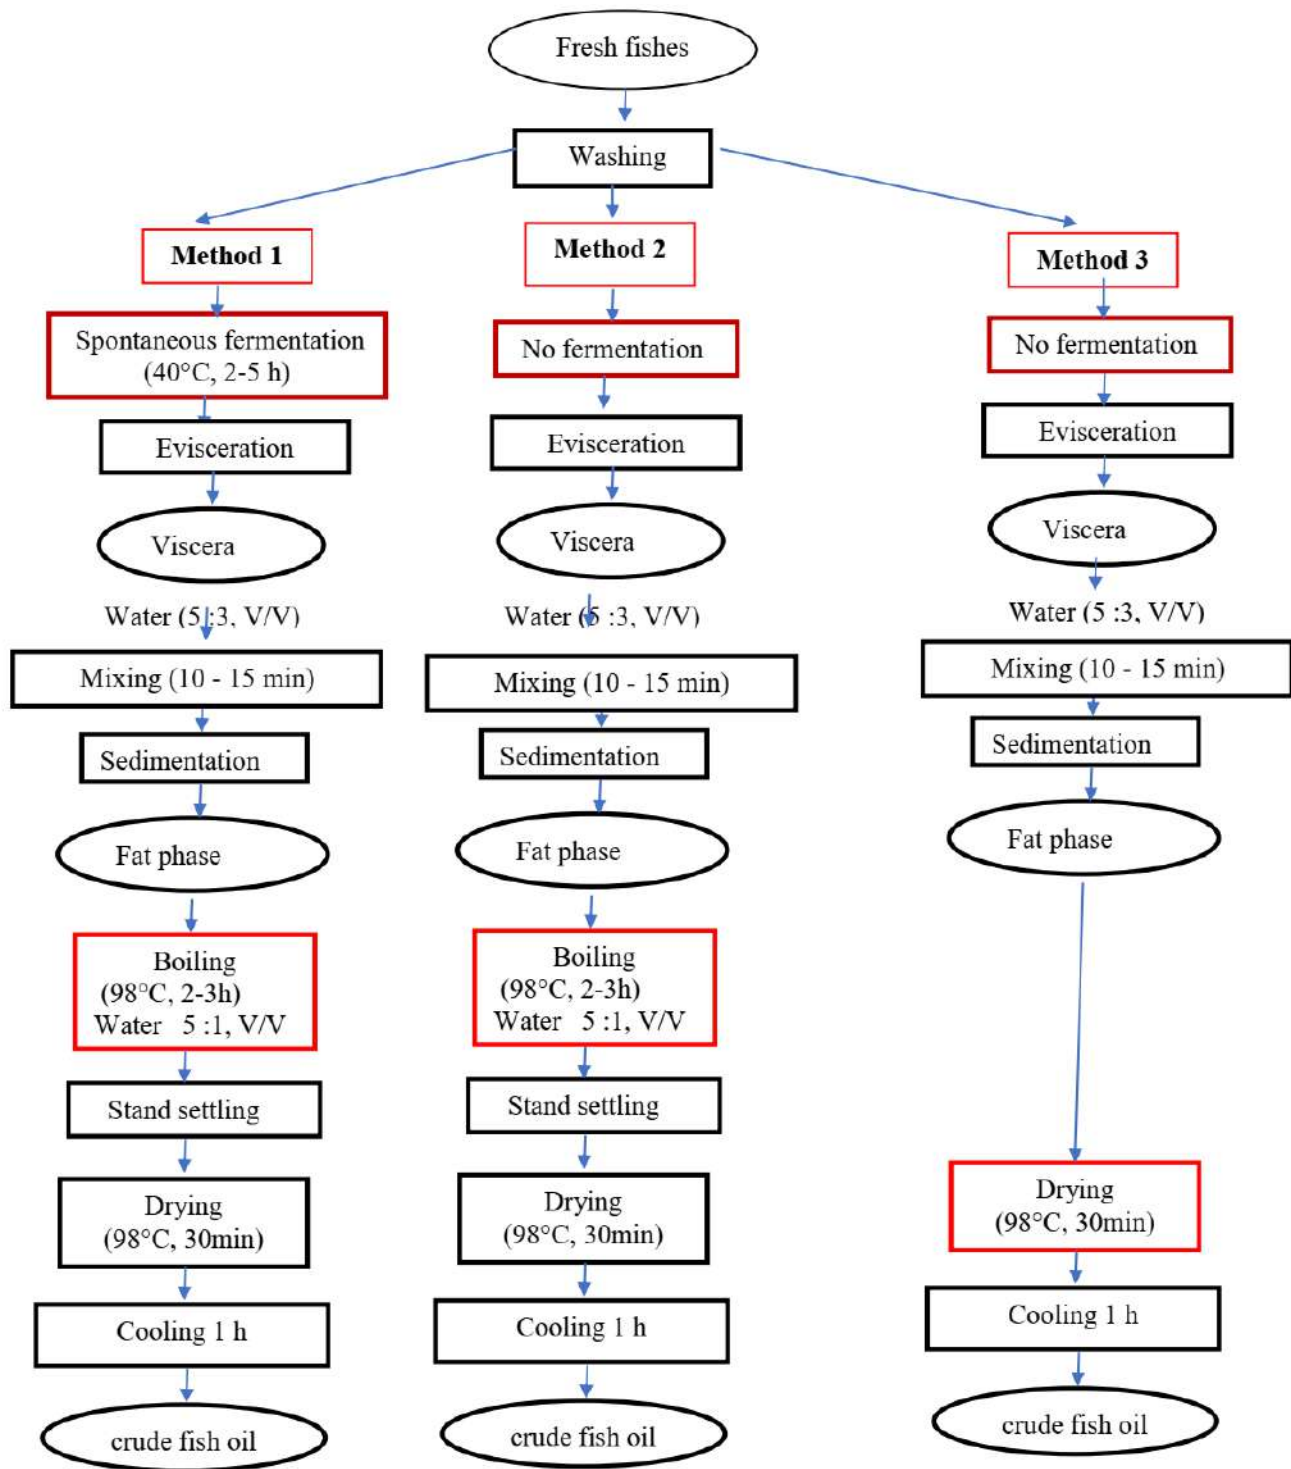 Fresh fishes
Washing
Method 1
Spontaneous fermentation
(40°C, 2-5 h)
Evisceration
Viscera
Water (5 :3, V/V)
Mixing (10 - 15 min)
Sedimentation
Fat phase
Boiling
(98°C, 2-3h)
Water 5 :1, V/V
Stand settling
Drying
(98°C, 30min)
Cooling 1 h
crude fish oil
Method 2
No fermentation
Evisceration
Viscera
Water (5 :3, V/V)
Mixing (10 - 15 min)
Sedimentation
Fat phase
Boiling
(98°C, 2-3h)
Water 5 :1, V/V
Stand settling
Drying
(98°C, 30min)
Cooling 1 h
crude fish oil
Method 3
No fermentation
Evisceration
Viscera
Water (5 :3, V/V)
Mixing (10 - 15 min)
Sedimentation
Fat phase
Drying
(98°C, 30min)
Cooling 1 h
crude fish oil